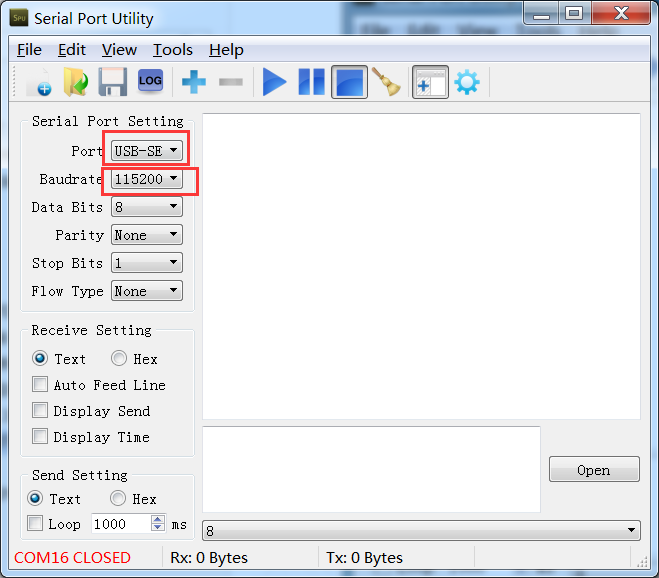 Serial Port Utility
File Edit View Tools Help
LOG
Serial Port Setting
Port USB-SE
Baudrate 115200
Data Bits 8
Parity None
Stop Bits 1
Flow Type None
Receive Setting
Text Hex
Auto Feed Line
Display Send
Display Time
Send Setting
Text Hex
Loop 1000 ms
Open
8
COM16 CLOSED Rx: 0 Bytes Tx: 0 Bytes